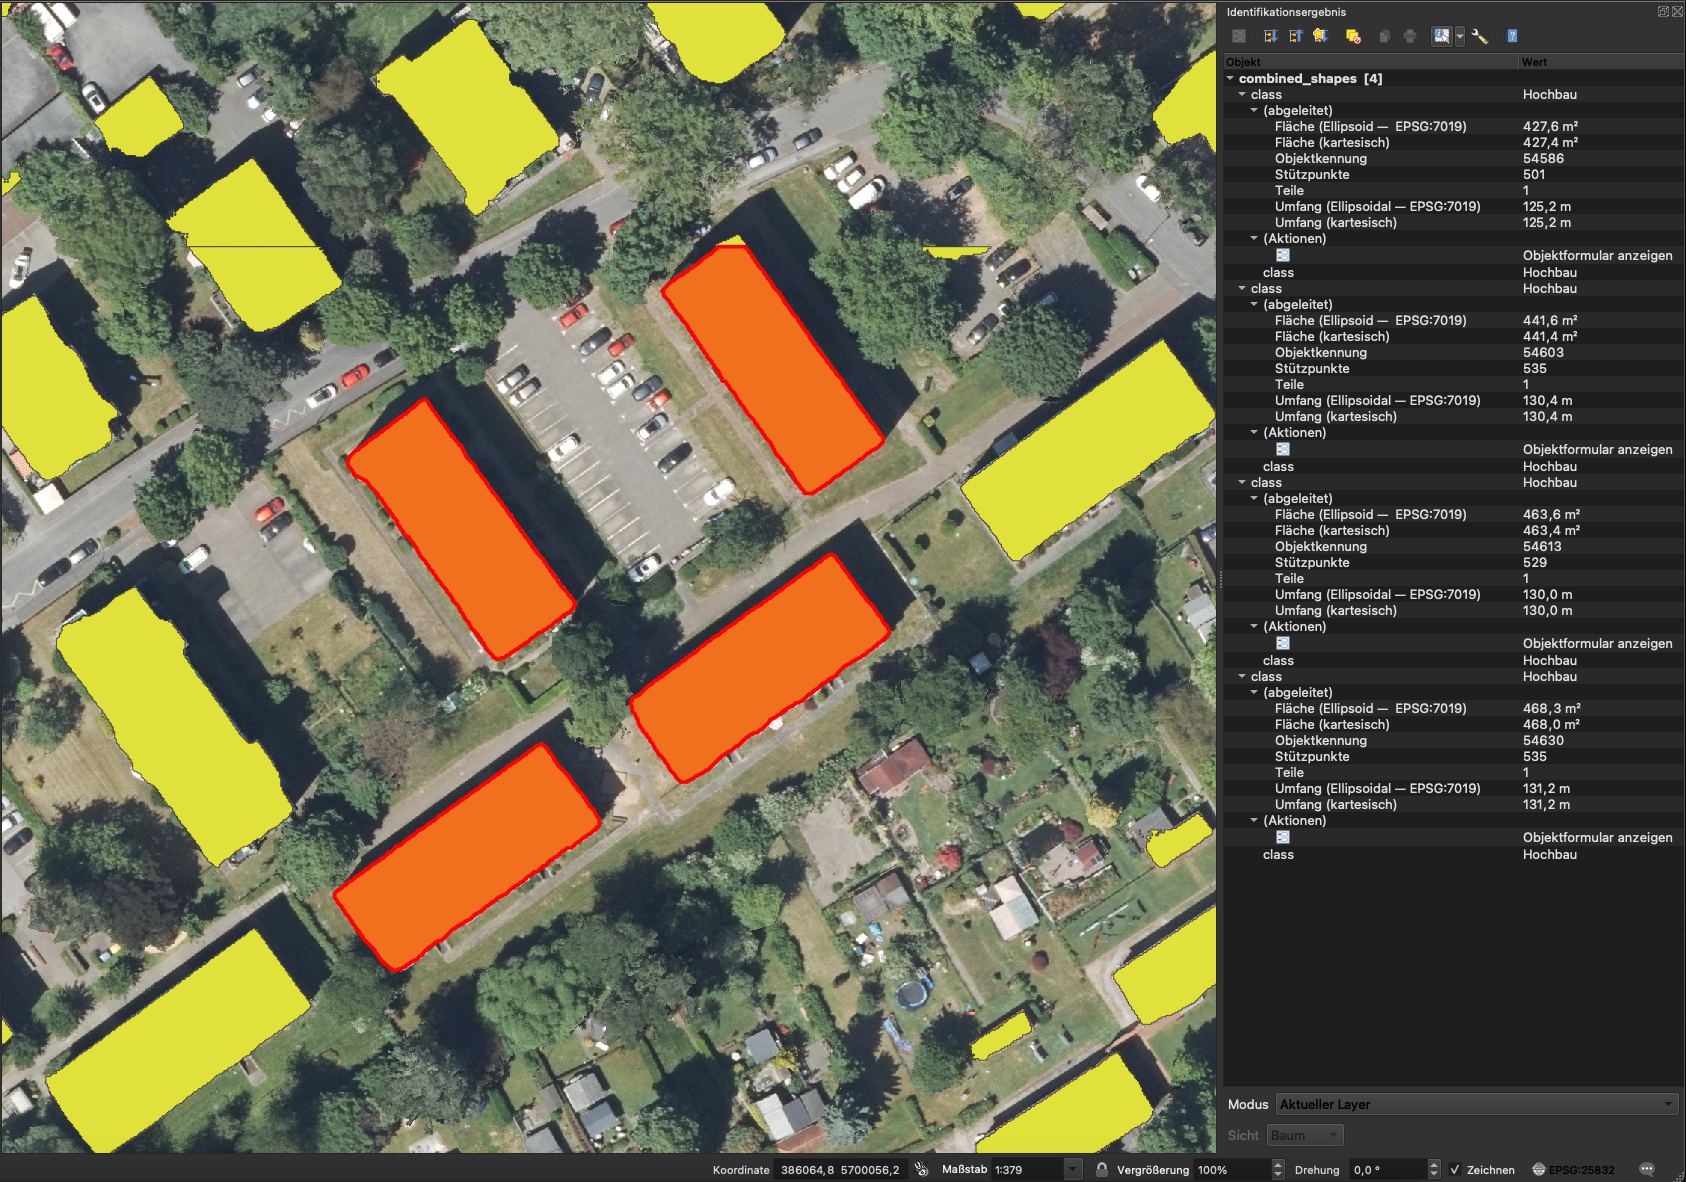 Identifikationsergebnis
Objekt Wert
combined_shapes [4]
class Hochbau
(abgeleitet)
Fläche (Ellipsoid — EPSG:7019) 427,6 m²
Fläche (kartesisch) 427,4 m²
Objektkennung 54586
Stützpunkte 501
Teile 1
Umfang (Ellipsoidal — EPSG:7019) 125,2 m
Umfang (kartesisch) 125,2 m
(Aktionen)
Objektformular anzeigen
class Hochbau
class Hochbau
(abgeleitet)
Fläche (Ellipsoid — EPSG:7019) 441,6 m²
Fläche (kartesisch) 441,4 m²
Objektkennung 54603
Stützpunkte 535
Teile 1
Umfang (Ellipsoidal — EPSG:7019) 130,4 m
Umfang (kartesisch) 130,4 m
(Aktionen)
Objektformular anzeigen
class Hochbau
class Hochbau
(abgeleitet)
Fläche (Ellipsoid — EPSG:7019) 463,6 m²
Fläche (kartesisch) 463,4 m²
Objektkennung 54613
Stützpunkte 529
Teile 1
Umfang (Ellipsoidal — EPSG:7019) 130,0 m
Umfang (kartesisch) 130,0 m
(Aktionen)
Objektformular anzeigen
class Hochbau
class Hochbau
(abgeleitet)
Fläche (Ellipsoid — EPSG:7019) 468,3 m²
Fläche (kartesisch) 468,0 m²
Objektkennung 54630
Stützpunkte 535
Teile 1
Umfang (Ellipsoidal — EPSG:7019) 131,2 m
Umfang (kartesisch) 131,2 m
(Aktionen)
Objektformular anzeigen
class Hochbau
Modus Aktueller Layer
Sicht Baum
Koordinate 386064,8 5700056,2 Maßstab 1:379 Vergrößerung 100% Drehung 0,0 ° Zeichnen EPSG:25832